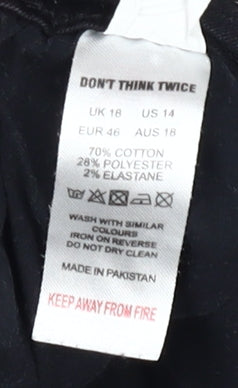 DON'T THINK TWICE
UK 18 US 14
EUR 46 AUS 18
70% COTTON
28% POLYESTER
2% ELASTANE
WASH WITH SIMILAR
COLOURS
IRON ON REVERSE
DO NOT DRY CLEAN
MADE IN PAKISTAN
KEEP AWAY FROM FIRE